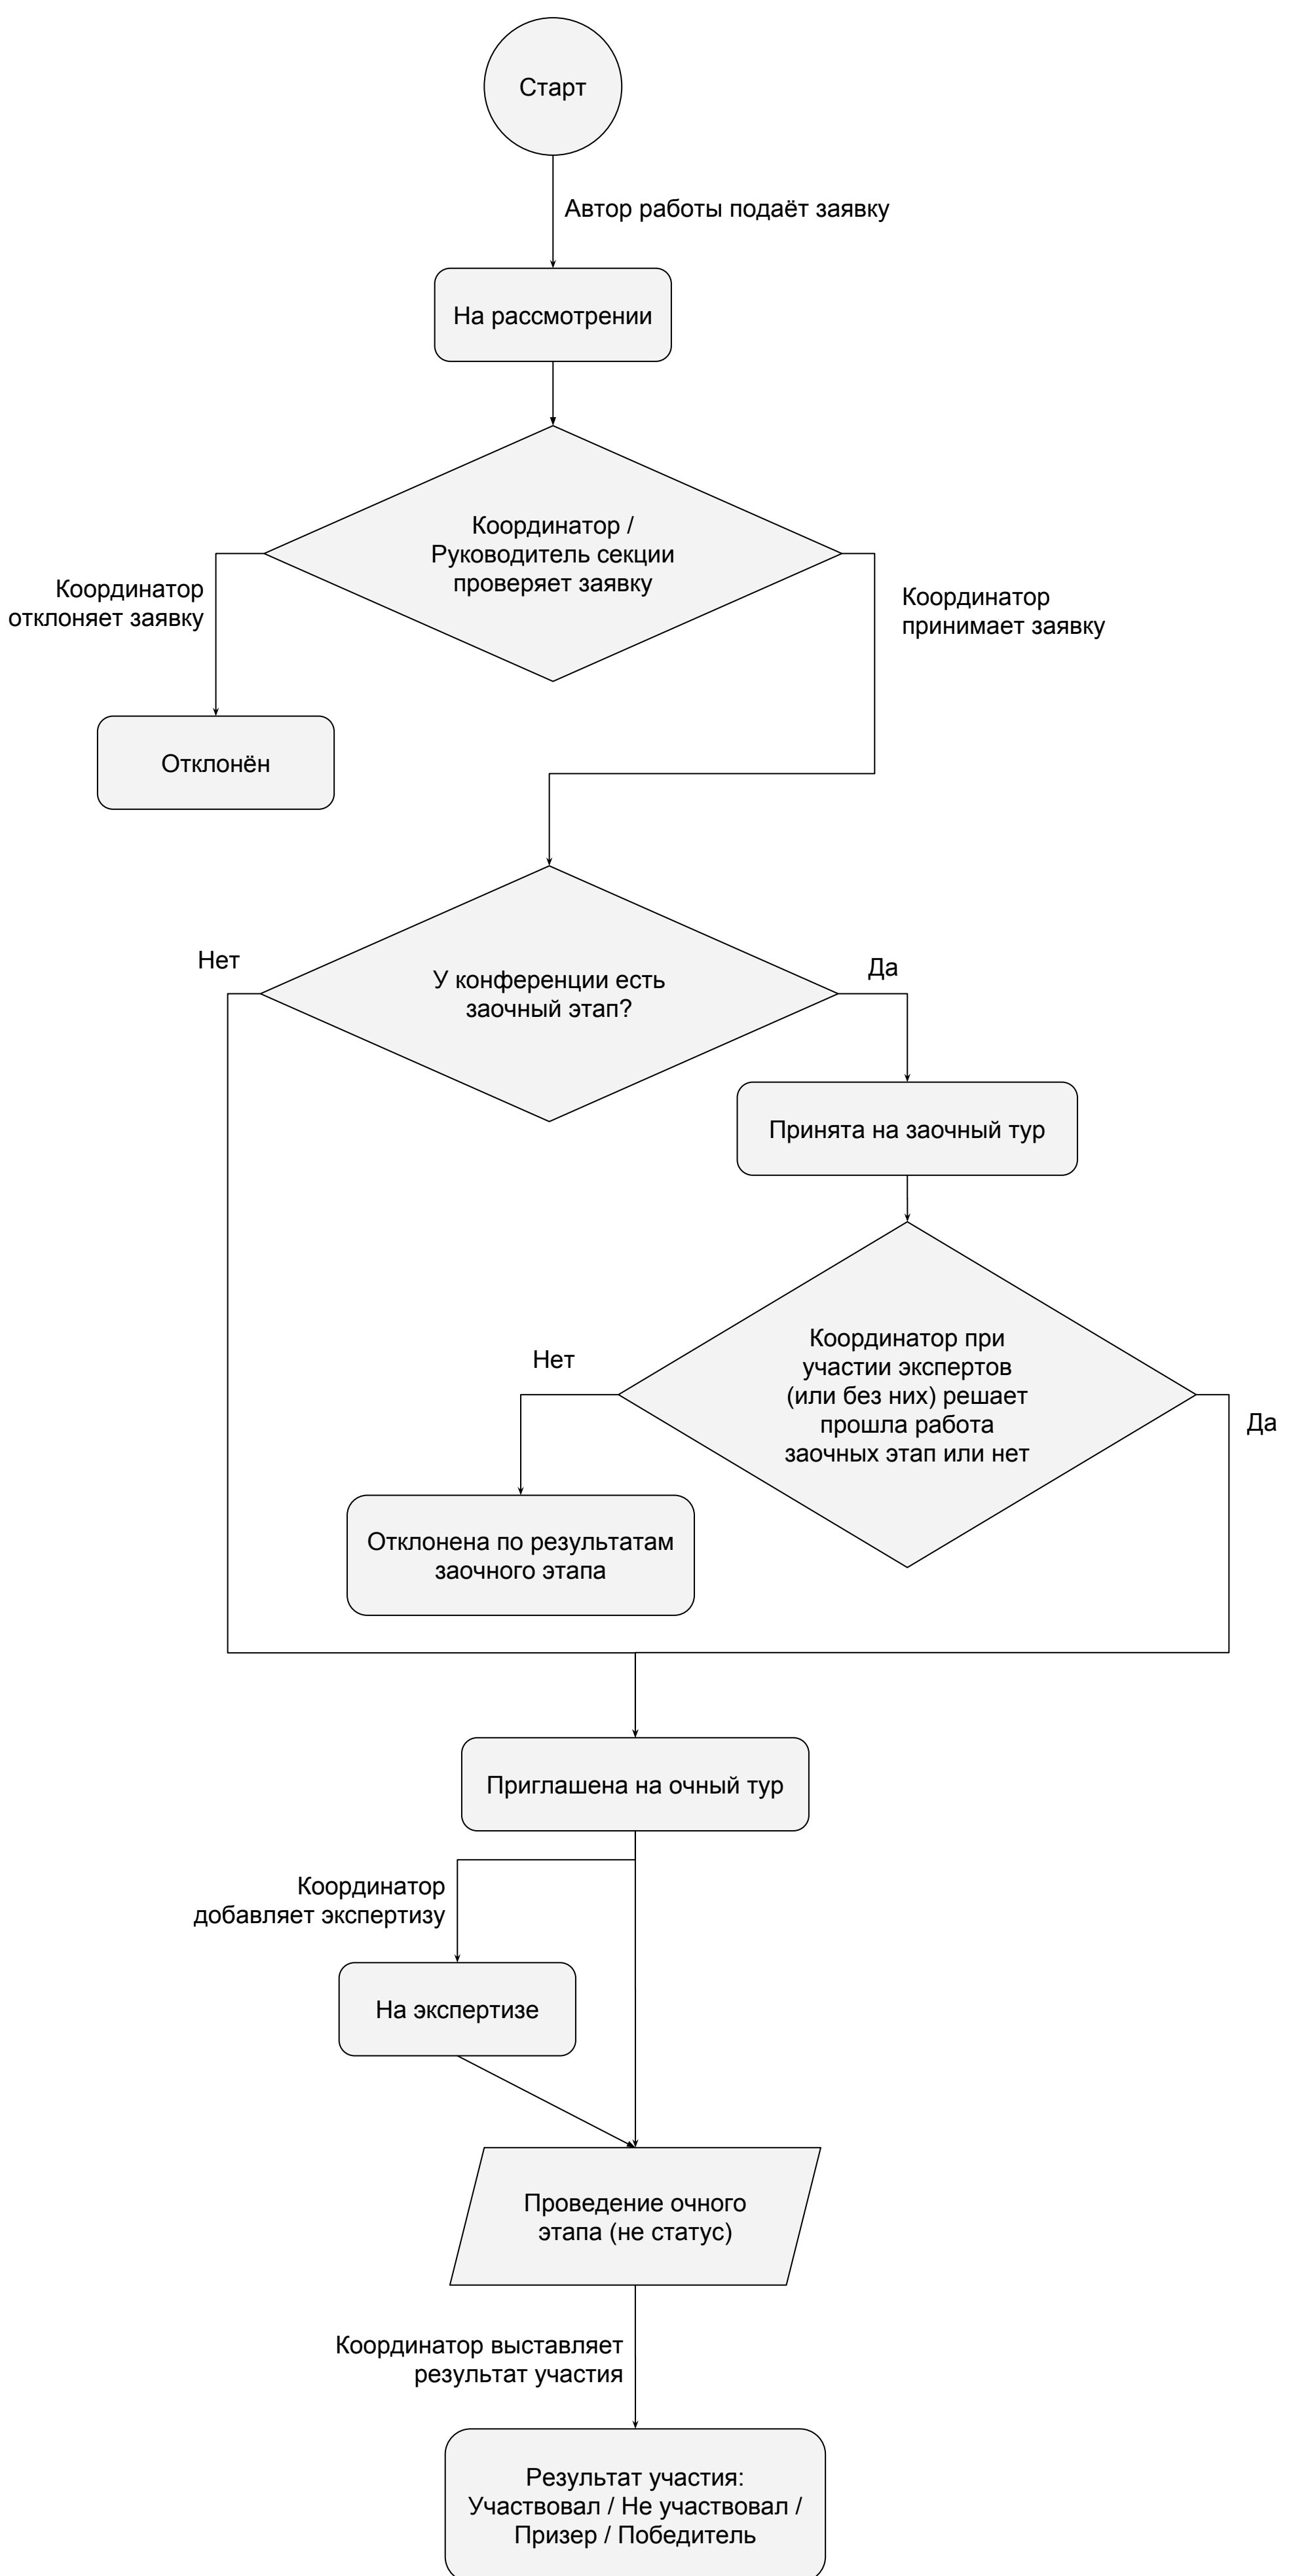 Старт
Автор работы подаёт заявку
На рассмотрении
Координатор /
Руководитель секции
проверяет заявку
Координатор
отклоняет заявку
Координатор
принимает заявку
Отклонён
У конференции есть
заочный этап?
Нет
Да
Принята на заочный тур
Координатор при
участии экспертов
(или без них) решает
прошла работа
заочных этап или нет
Нет
Да
Отклонена по результатам
заочного этапа
Приглашена на очный тур
Координатор
добавляет экспертизу
На экспертизе
Проведение очного
этапа (не статус)
Координатор выставляет
результат участия
Результат участия:
Участвовал / Не участвовал /
Призер / Победитель